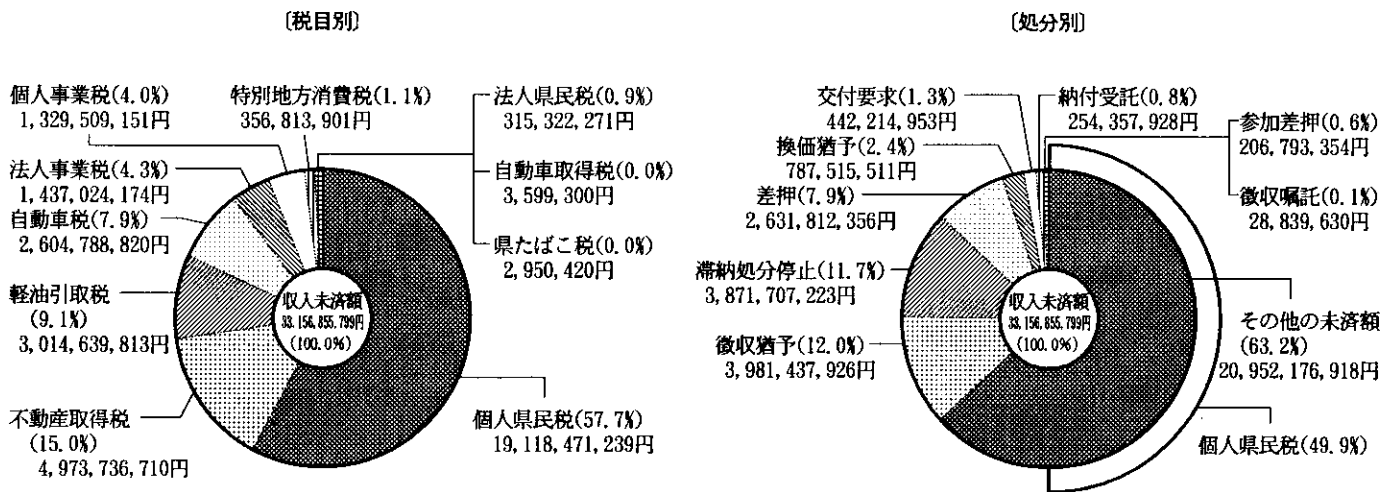 〔税目別〕
個人事業税(4.0%)
1,329,509,151円
特別地方消費税(1.1%)
356,813,901円
法人県民税(0.9%)
315,322,271円
法人事業税(4.3%)
1,437,024,174円
自動車取得税(0.0%)
3,599,300円
自動車税(7.9%)
2,604,788,820円
県たばこ税(0.0%)
2,950,420円
軽油引取税
(9.1%)
3,014,639,813円
収入未済額
33,156,855,799円
(100.0%)
不動産取得税
(15.0%)
4,973,736,710円
個人県民税(57.7%)
19,118,471,239円
〔処分別〕
交付要求(1.3%)
442,214,953円
納付受託(0.8%)
254,357,928円
参加差押(0.6%)
206,793,354円
換価猶予(2.4%)
787,515,511円
差押(7.9%)
2,631,812,356円
徴収嘱託(0.1%)
28,839,630円
滞納処分停止(11.7%)
3,871,707,223円
収入未済額
33,156,855,799円
(100.0%)
その他の未済額
(63.2%)
20,952,176,918円
徴収猶予(12.0%)
3,981,437,926円
個人県民税(49.9%)